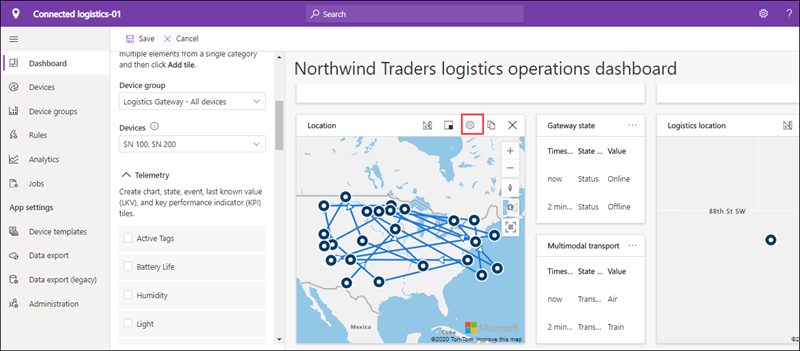 Connected logistics-01
Search
?
Save
Cancel
Dashboard
Devices
Device groups
Rules
Analytics
Jobs
App settings
Device templates
Data export
Data export (legacy)
Administration
multiple elements from a single category
and then click Add tile.
Device group
Logistics Gateway - All devices
Devices
SN 100, SN 200
Telemetry
Create chart, state, event, last known value
(LKV), and key performance indicator (KPI)
tiles.
Active Tags
Battery Life
Humidity
Light
Northwind Traders logistics operations dashboard
Location
Mexico
Cuba
Microsoft
©2020 TomTom Improve this map
Gateway state
Times... State ... Value
now Status Online
2 min... Status Offline
Multimodal transport
Times... State ... Value
now Trans... Air
2 min... Trans... Train
Logistics location
88th St SW
©2